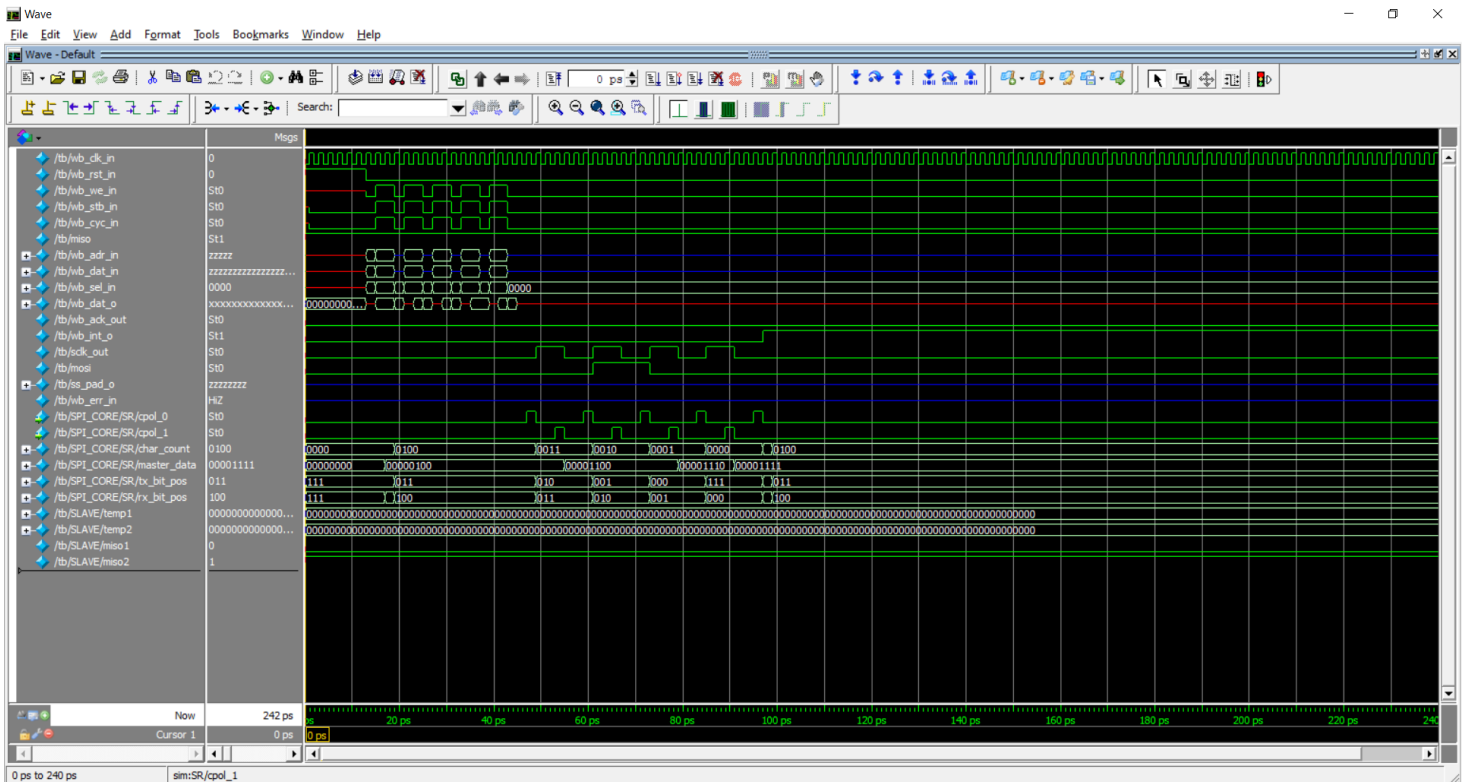 Wave
File Edit View Add Format Tools Bookmarks Window Help
Wave - Default
0 ps
Search:
Msgs
/tb/wb_clk_in 0
/tb/wb_rst_in 0
/tb/wb_we_in St0
/tb/wb_stb_in St0
/tb/wb_cyc_in St0
/tb/miso St1
/tb/wb_adr_in zzzzz
/tb/wb_dat_in zzzzzzzzzzzzzzzz...
/tb/wb_sel_in 0000 0000
/tb/wb_dat_o xxxxxxxxxxxxx... 00000000...
/tb/wb_ack_out St0
/tb/wb_int_o St1
/tb/sclk_out St0
/tb/mosi St0
/tb/ss_pad_o zzzzzzzz
/tb/wb_err_in HiZ
/tb/SPI_CORE/SR/cpol_0 St0
/tb/SPI_CORE/SR/cpol_1 St0
/tb/SPI_CORE/SR/char_count 0100 0000 0100 0011 0010 0001 0000 0100
/tb/SPI_CORE/SR/master_data 00001111 00000000 00000100 00001100 00001110 00001111
/tb/SPI_CORE/SR/tx_bit_pos 011 111 011 010 001 000 111 011
/tb/SPI_CORE/SR/rx_bit_pos 100 111 100 011 010 001 000 100
/tb/SLAVE/temp1 0000000000000...
/tb/SLAVE/temp2 0000000000000...
/tb/SLAVE/miso1 0
/tb/SLAVE/miso2 1
Now 242 ps ps 20 ps 40 ps 60 ps 80 ps 100 ps 120 ps 140 ps 160 ps 180 ps 200 ps 220 ps 240
Cursor 1 0 ps 0 ps
0 ps to 240 ps sim:SR/cpol_1